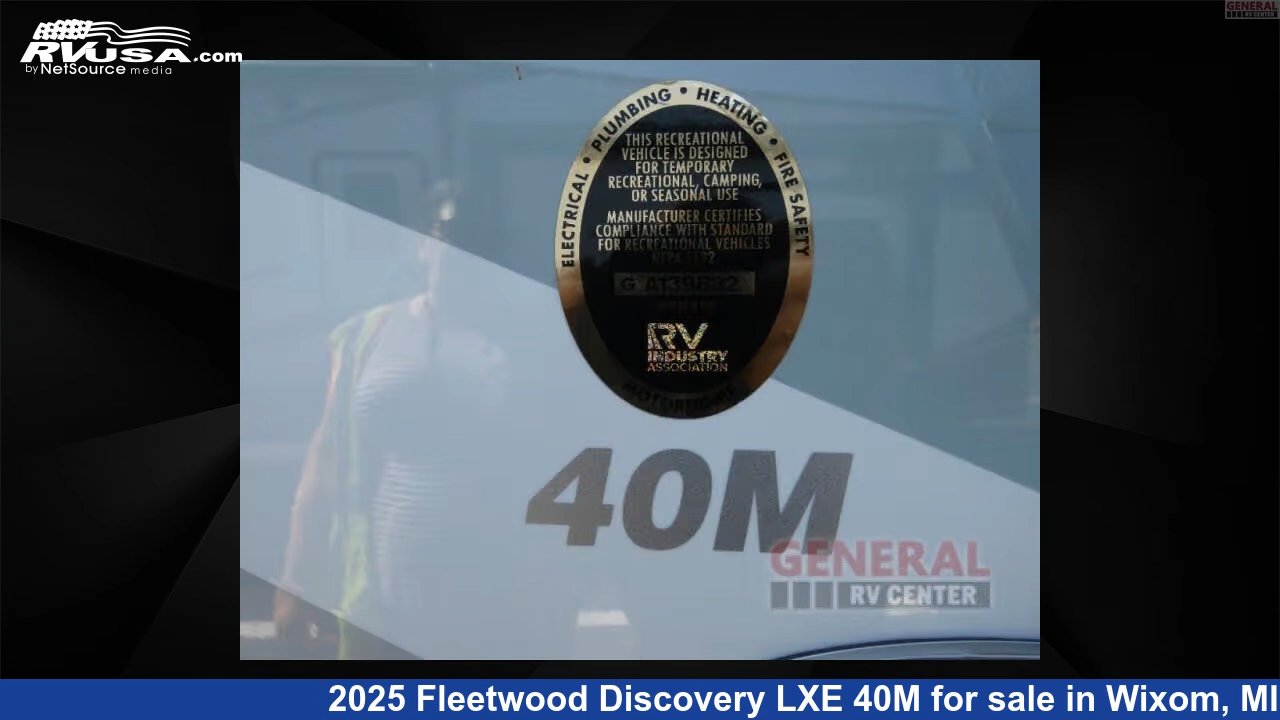 GENERAL
RV CENTER
RVUSA.com
by NetSource media
ELECTRICAL • PLUMBING • HEATING • FIRE SAFETY
THIS RECREATIONAL
VEHICLE IS DESIGNED
FOR TEMPORARY
RECREATIONAL, CAMPING,
OR SEASONAL USE
MANUFACTURER CERTIFIES
COMPLIANCE WITH STANDARD
FOR RECREATIONAL VEHICLES
RV
INDUSTRY
ASSOCIATION
40M
GENERAL
RV CENTER
2025 Fleetwood Discovery LXE 40M for sale in Wixom, MI